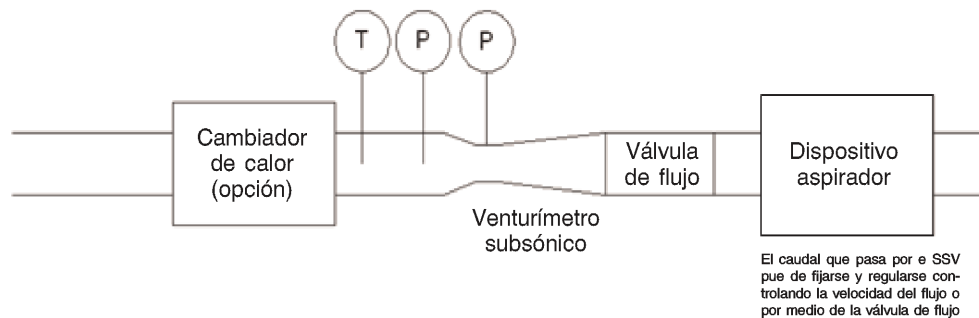 T P P
Cambiador
de calor
(opción)
Válvula
de flujo
Dispositivo
aspirador
Venturímetro
subsónico
El caudal que pasa por e SSV
pue de fijarse y regularse con-
trolando la velocidad del flujo o
por medio de la válvula de flujo